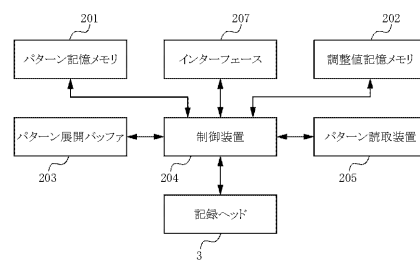 201
207
202
パターン記憶メモリ
インターフェース
調整値記憶メモリ
パターン展開バッファ
制御装置
パターン読取装置
203
204
205
記録ヘッド
3